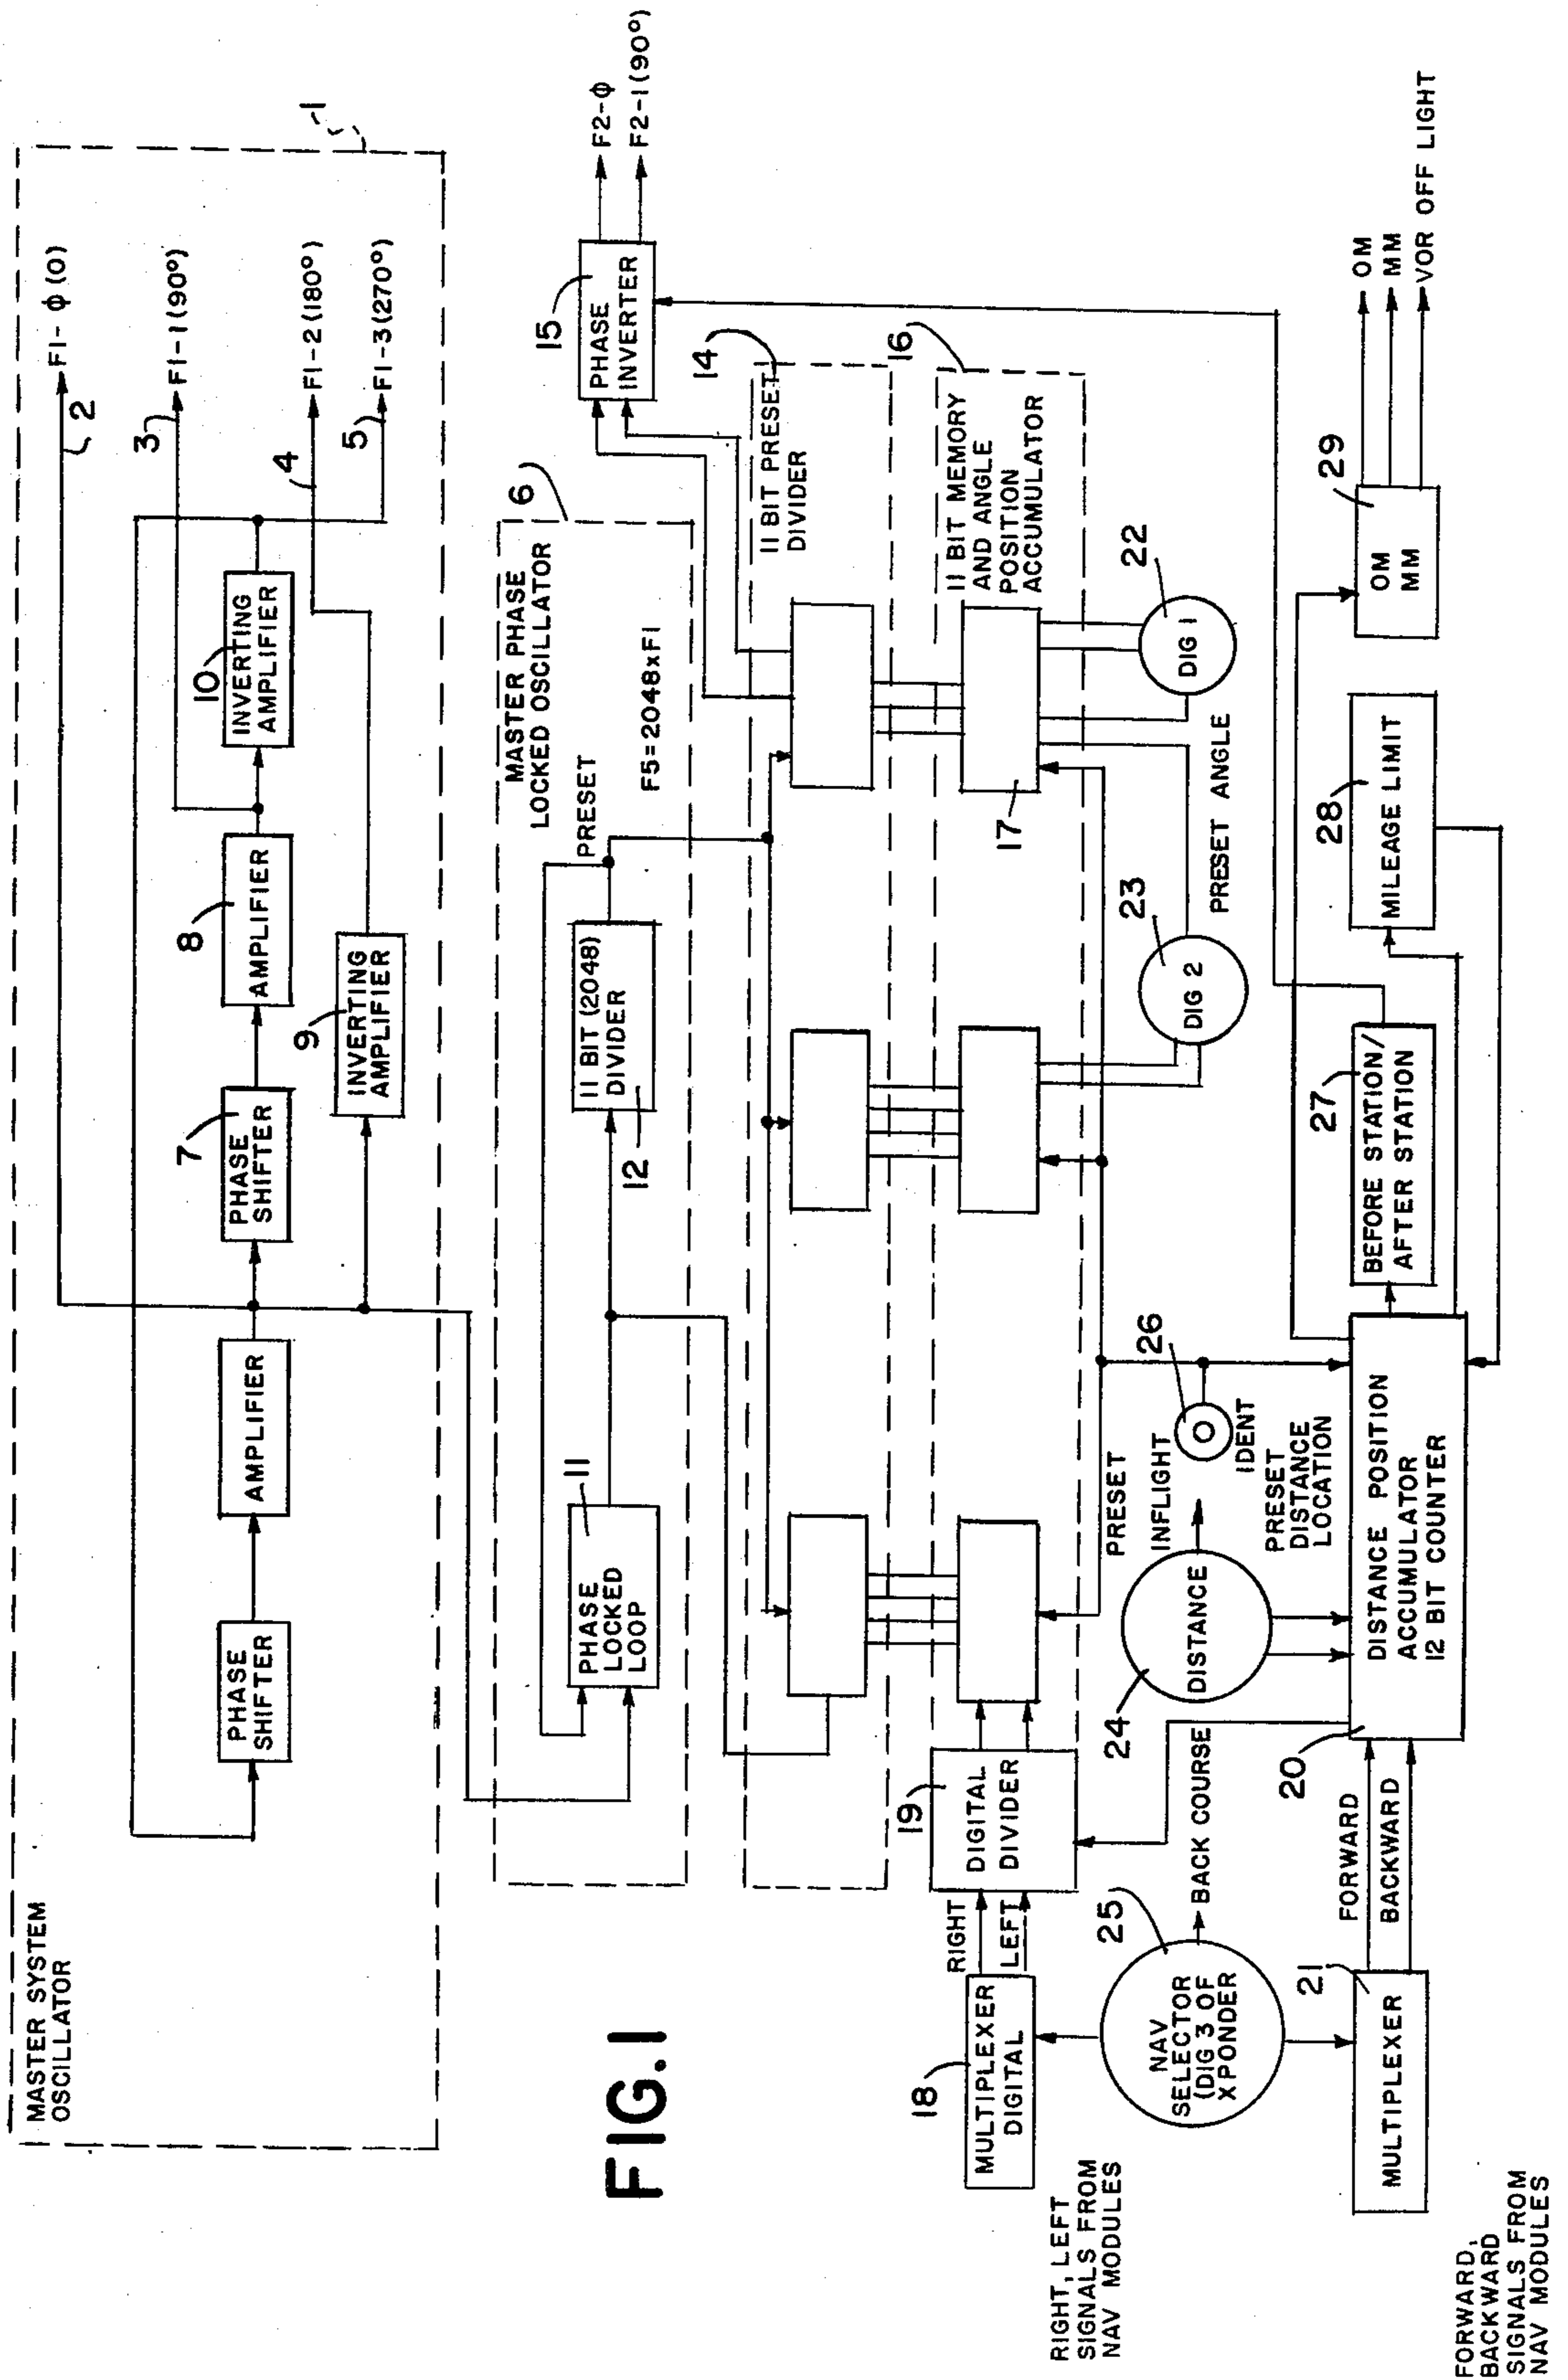 MASTER SYSTEM
OSCILLATOR
1
F1-ϕ (0)
2
3
F1-1 (90°)
4
F1-2 (180°)
5
F1-3 (270°)
PHASE
SHIFTER
AMPLIFIER
7
PHASE
SHIFTER
8
AMPLIFIER
10
INVERTING
AMPLIFIER
9
INVERTING
AMPLIFIER
MASTER PHASE
LOCKED OSCILLATOR
6
PRESET
F5=2048xF1
11
PHASE
LOCKED
LOOP
12
11 BIT (2048)
DIVIDER
15
PHASE
INVERTER
F2-ϕ
F2-1 (90°)
14
11 BIT PRESET
DIVIDER
16
11 BIT MEMORY
AND ANGLE
POSITION
ACCUMULATOR
17
FIG.1
18
MULTIPLEXER
DIGITAL
RIGHT
LEFT
19
DIGITAL
DIVIDER
RIGHT, LEFT
SIGNALS FROM
NAV MODULES
25
NAV
SELECTOR
(DIG 3 OF
XPONDER
BACK COURSE
24
DISTANCE
PRESET
INFLIGHT
26
IDENT
PRESET
DISTANCE
LOCATION
23
DIG 2
PRESET ANGLE
22
DIG 1
21
MULTIPLEXER
FORWARD
BACKWARD
FORWARD,
BACKWARD
SIGNALS FROM
NAV MODULES
20
DISTANCE POSITION
ACCUMULATOR
12 BIT COUNTER
27
BEFORE STATION/
AFTER STATION
28
MILEAGE LIMIT
29
OM
MM
OM
MM
VOR OFF LIGHT